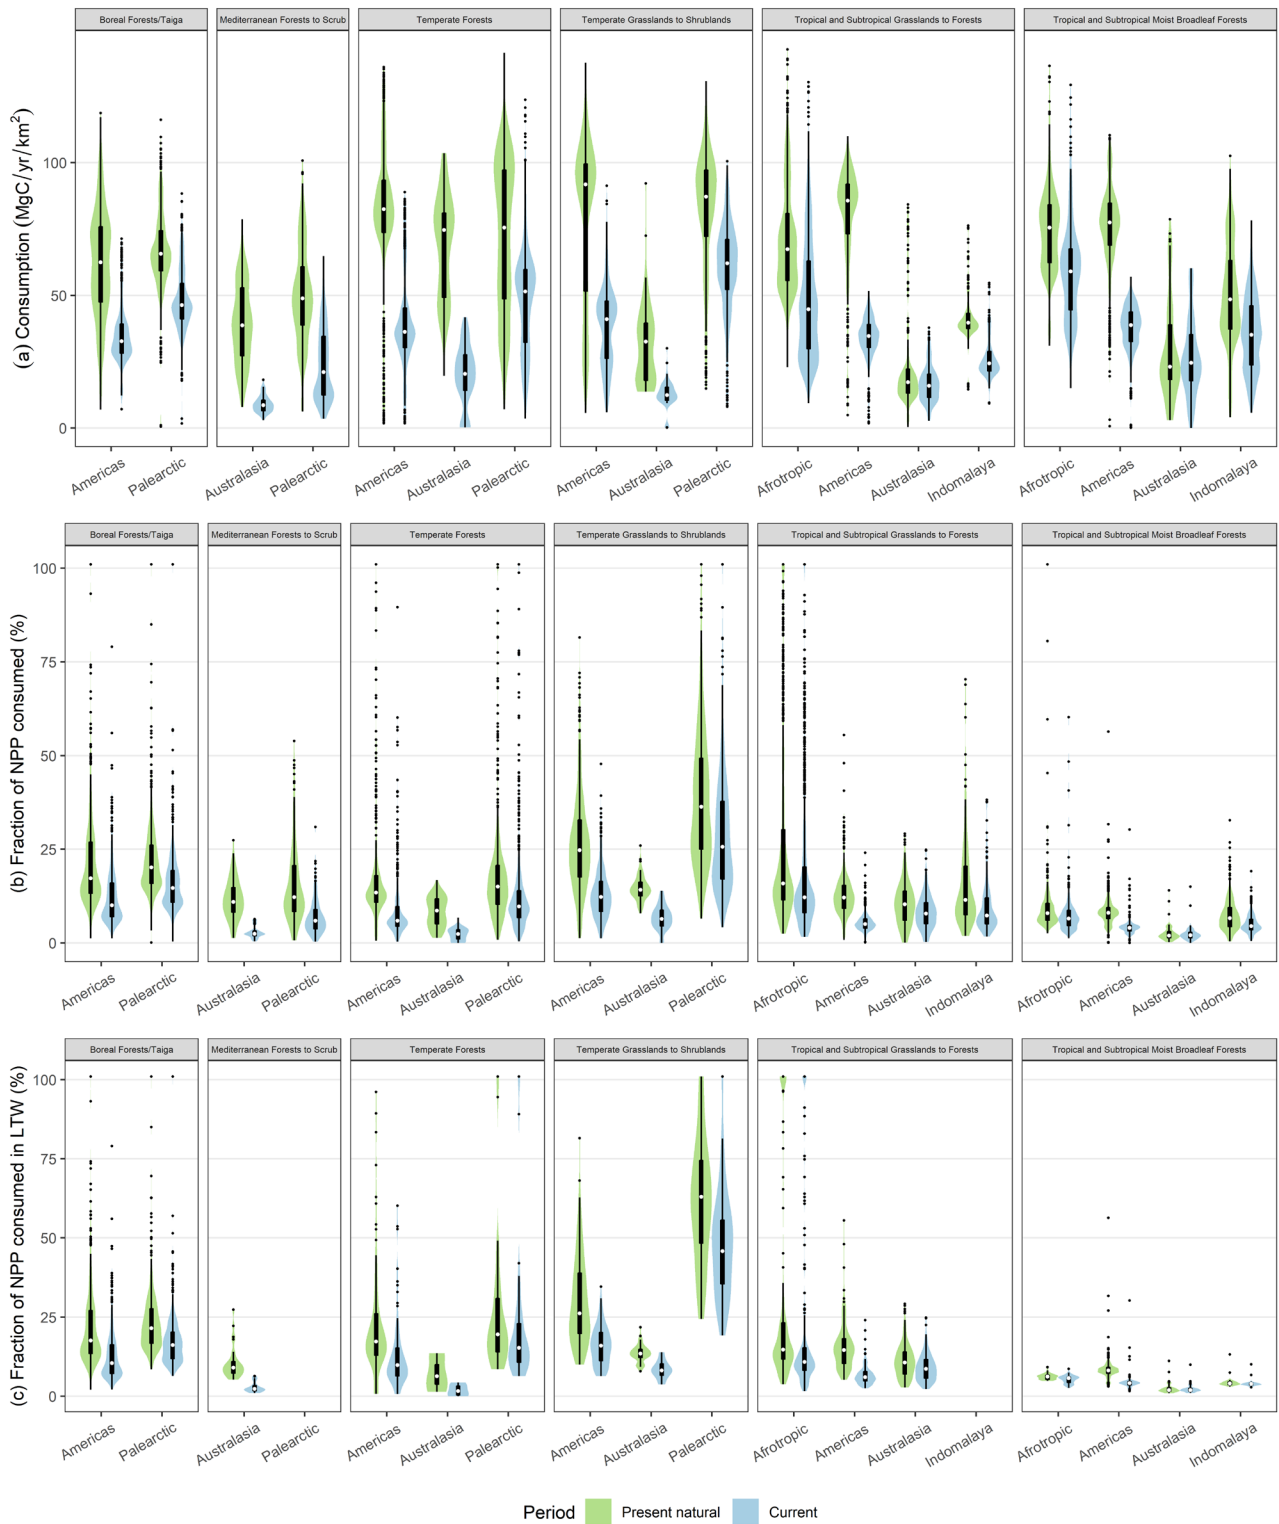 Boreal Forests/Taiga Mediterranean Forests to Scrub Temperate Forests Temperate Grasslands to Shrublands Tropical and Subtropical Grasslands to Forests Tropical and Subtropical Moist Broadleaf Forests
(a) Consumption (MgC/yr/km²)
100
50
0
Americas Palearctic Australasia Palearctic Americas Australasia Palearctic Americas Australasia Palearctic Afrotropic Americas Australasia Indomalaya Afrotropic Americas Australasia Indomalaya
Boreal Forests/Taiga Mediterranean Forests to Scrub Temperate Forests Temperate Grasslands to Shrublands Tropical and Subtropical Grasslands to Forests Tropical and Subtropical Moist Broadleaf Forests
(b) Fraction of NPP consumed (%)
100
75
50
25
0
Americas Palearctic Australasia Palearctic Americas Australasia Palearctic Americas Australasia Palearctic Afrotropic Americas Australasia Indomalaya Afrotropic Americas Australasia Indomalaya
Boreal Forests/Taiga Mediterranean Forests to Scrub Temperate Forests Temperate Grasslands to Shrublands Tropical and Subtropical Grasslands to Forests Tropical and Subtropical Moist Broadleaf Forests
(c) Fraction of NPP consumed in LTW (%)
100
75
50
25
0
Americas Palearctic Australasia Palearctic Americas Australasia Palearctic Americas Australasia Palearctic Afrotropic Americas Australasia Indomalaya Afrotropic Americas Australasia Indomalaya
Period Present natural Current